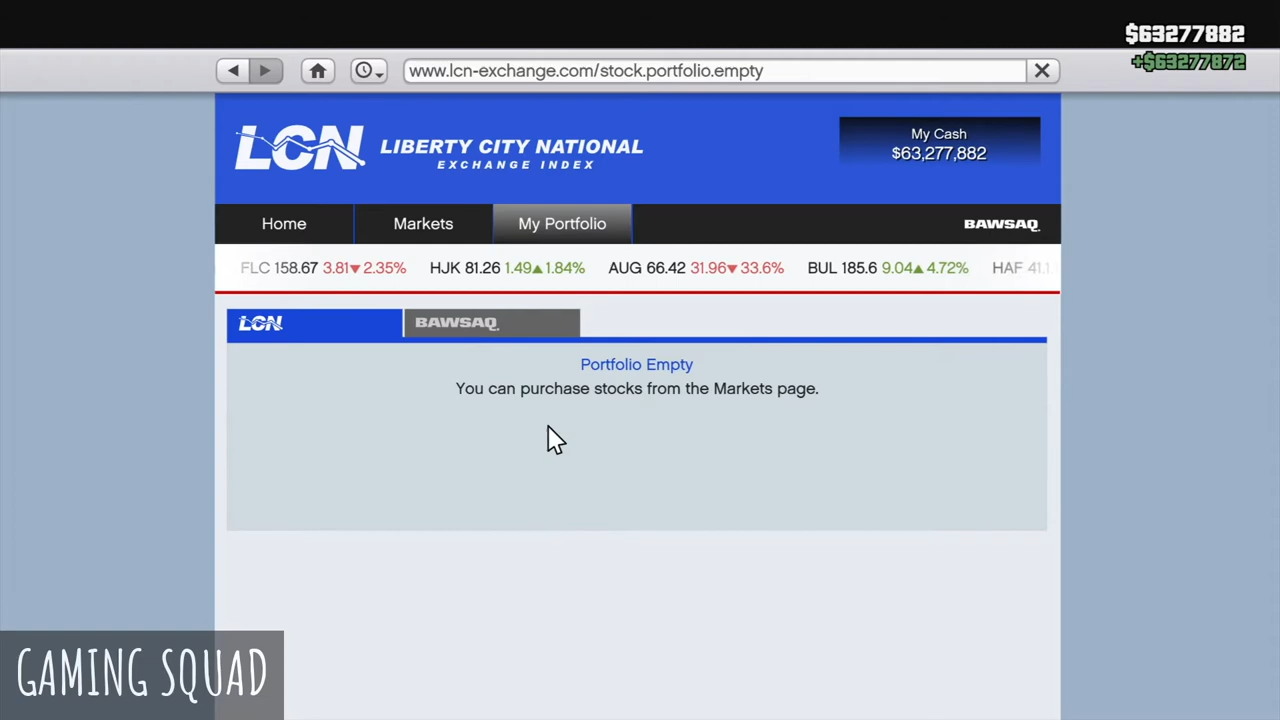 $63277882
+$63277872
www.lcn-exchange.com/stock.portfolio.empty
LCN LIBERTY CITY NATIONAL
EXCHANGE INDEX
My Cash
$63,277,882
Home Markets My Portfolio BAWSAQ
FLC 158.67 3.81▼2.35% HJK 81.26 1.49▲1.84% AUG 66.42 31.96▼33.6% BUL 185.6 9.04▲4.72% HAF
LCN BAWSAQ
Portfolio Empty
You can purchase stocks from the Markets page.
GAMING SQUAD